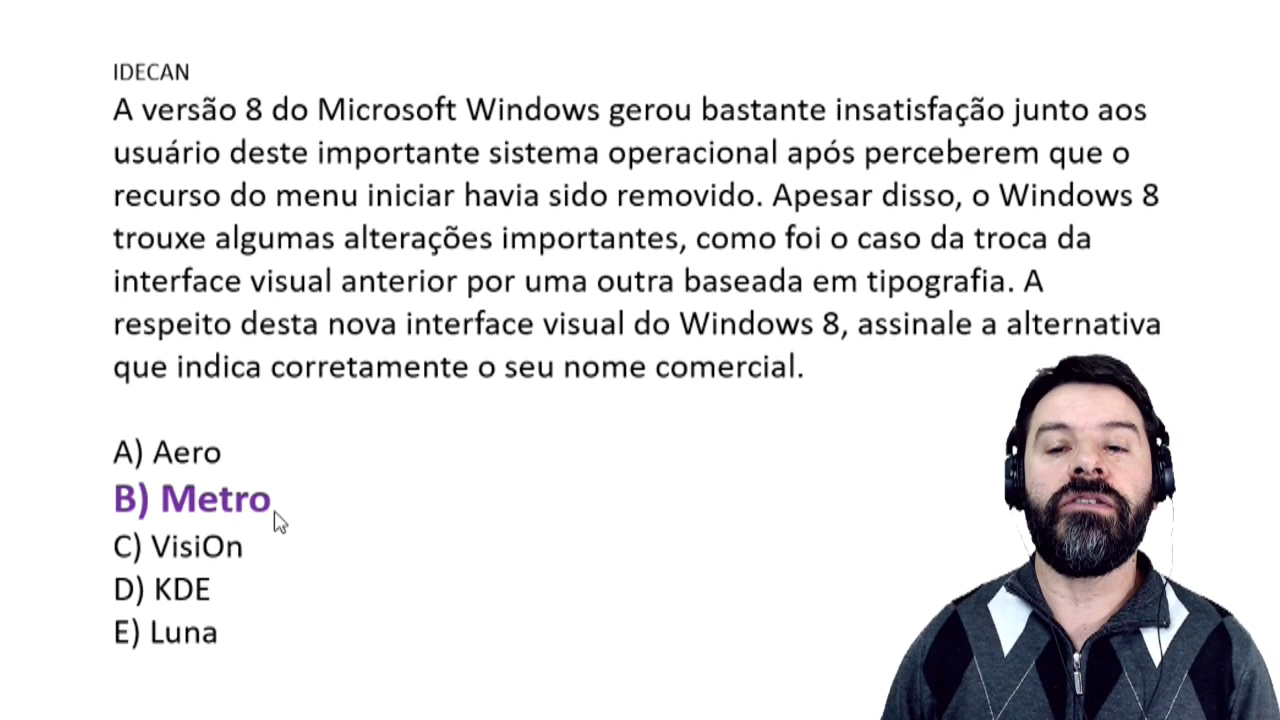 IDECAN
A versão 8 do Microsoft Windows gerou bastante insatisfação junto aos
usuário deste importante sistema operacional após perceberem que o
recurso do menu iniciar havia sido removido. Apesar disso, o Windows 8
trouxe algumas alterações importantes, como foi o caso da troca da
interface visual anterior por uma outra baseada em tipografia. A
respeito desta nova interface visual do Windows 8, assinale a alternativa
que indica corretamente o seu nome comercial.
A) Aero
B) Metro
C) VisiOn
D) KDE
E) Luna